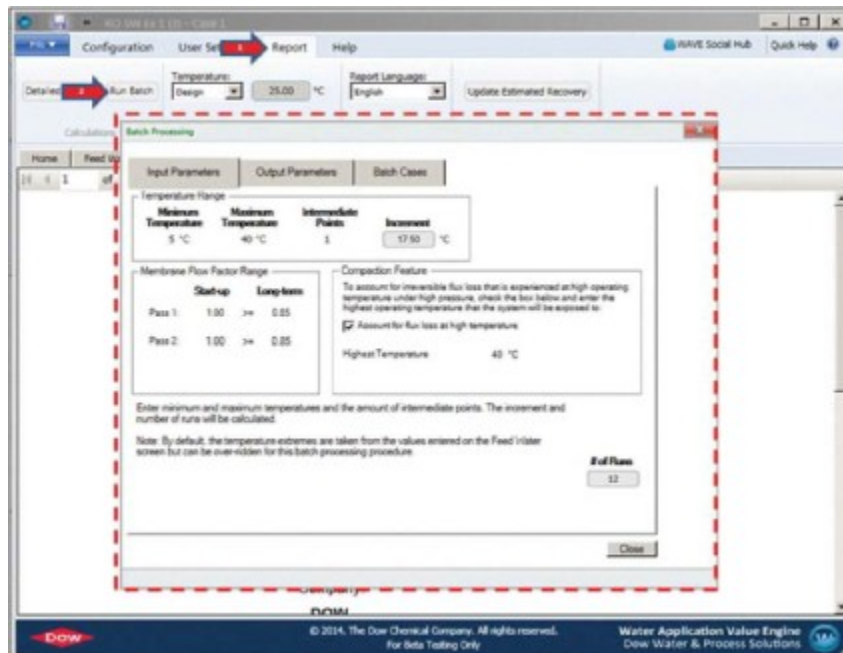 Configuration User Set 1 Report Help WAVE Social Hub Quick Help
Detailed 2 Run Batch Temperature: Design 25.00 °C Report Language: English Update Estimated Recovery
Calculations
Batch Processing
Home Feed Wa
1 of
Input Parameters Output Parameters Batch Cases
Temperature Range
Minimum Temperature Maximum Temperature Intermediate Points Increment
5 °C 40 °C 1 17.50 °C
Membrane Flow Factor Range
Start-up Long-term
Pass 1: 1.00 >= 0.85
Pass 2: 1.00 >= 0.85
Compaction Feature
To account for irreversible flux loss that is experienced at high operating
temperature under high pressure, check the box below and enter the
highest operating temperature that the system will be exposed to.
Account for flux loss at high temperature
Highest Temperature 40 °C
Enter minimum and maximum temperatures and the amount of intermediate points. The increment and
number of runs will be calculated.
Note: By default, the temperature extremes are taken from the values entered on the Feed Water
screen but can be over-ridden for this batch processing procedure
# of Runs
12
Close
Company
DOW
Dow
© 2014, The Dow Chemical Company. All rights reserved.
For Beta Testing Only
Water Application Value Engine
Dow Water & Process Solutions